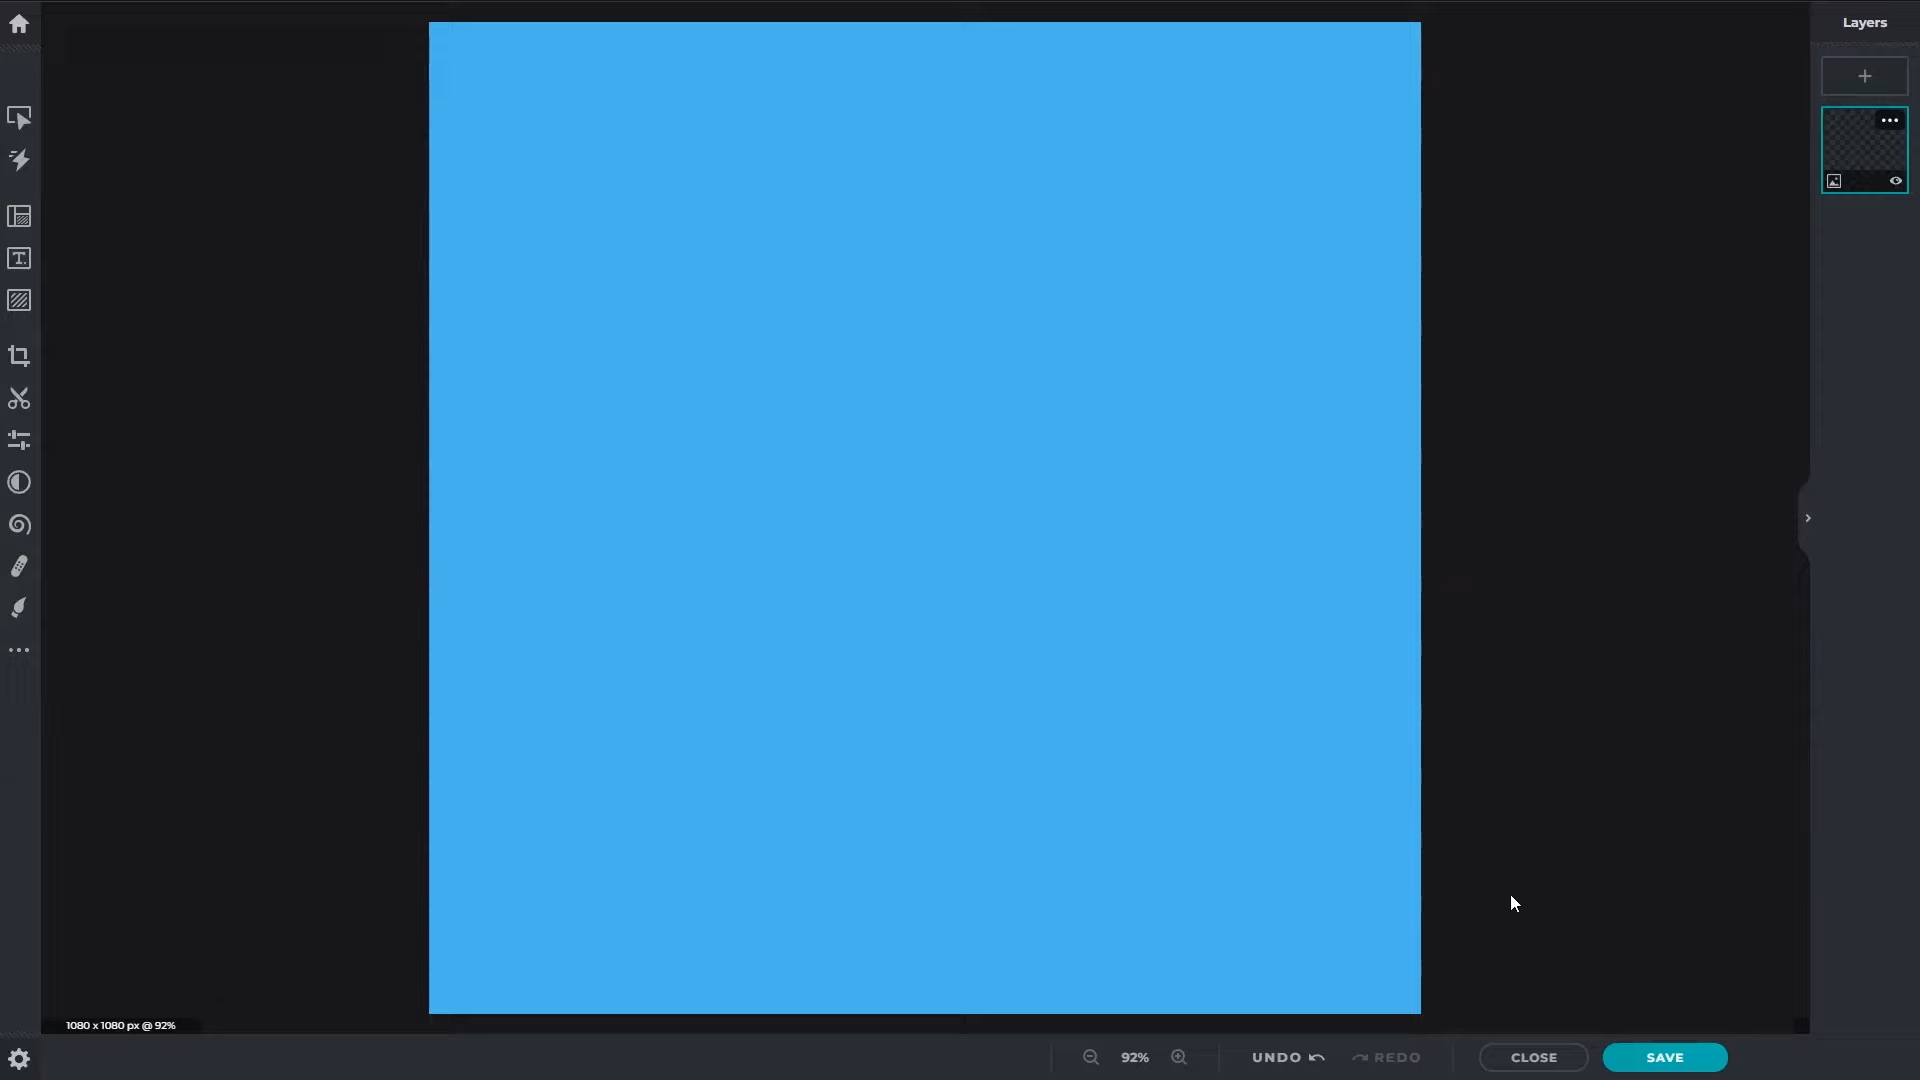 Layers
1080 x 1080 px @ 92%
92%
UNDO
REDO
CLOSE
SAVE